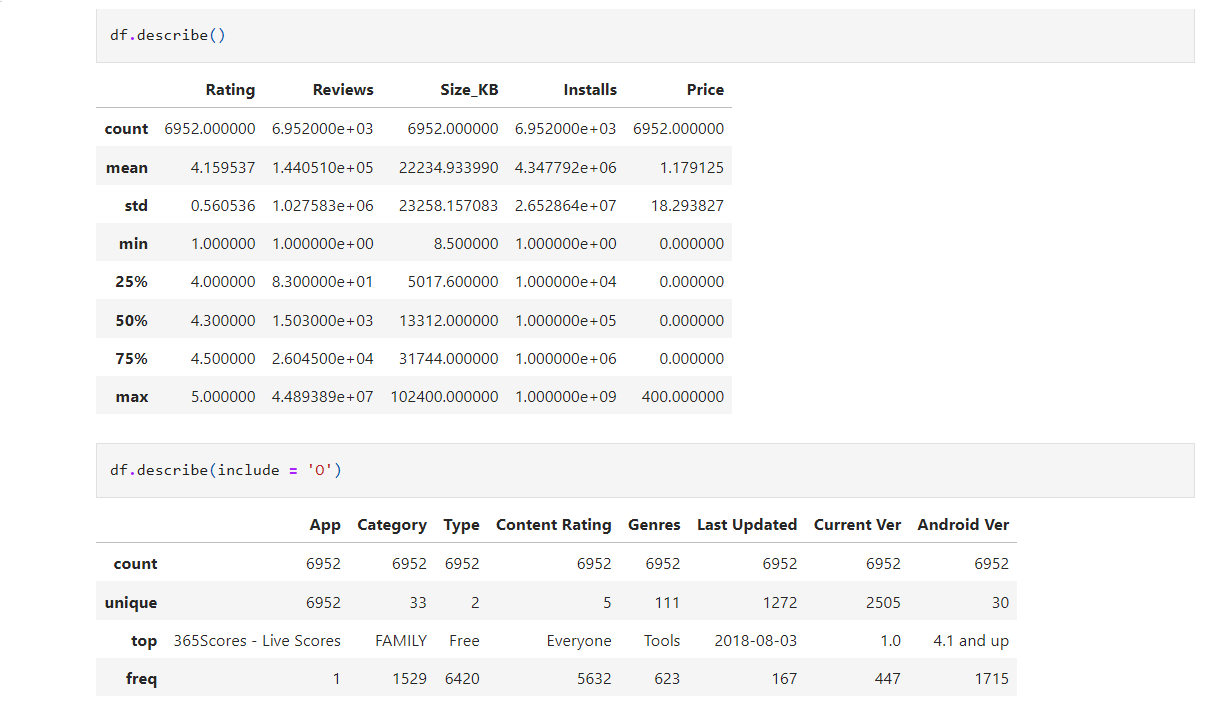 df.describe()
Rating Reviews Size_KB Installs Price
count 6952.000000 6.952000e+03 6952.000000 6.952000e+03 6952.000000
mean 4.159537 1.440510e+05 22234.933990 4.347792e+06 1.179125
std 0.560536 1.027583e+06 23258.157083 2.652864e+07 18.293827
min 1.000000 1.000000e+00 8.500000 1.000000e+00 0.000000
25% 4.000000 8.300000e+01 5017.600000 1.000000e+04 0.000000
50% 4.300000 1.503000e+03 13312.000000 1.000000e+05 0.000000
75% 4.500000 2.604500e+04 31744.000000 1.000000e+06 0.000000
max 5.000000 4.489389e+07 102400.000000 1.000000e+09 400.000000
df.describe(include = 'O')
App Category Type Content Rating Genres Last Updated Current Ver Android Ver
count 6952 6952 6952 6952 6952 6952 6952 6952
unique 6952 33 2 5 111 1272 2505 30
top 365Scores - Live Scores FAMILY Free Everyone Tools 2018-08-03 1.0 4.1 and up
freq 1 1529 6420 5632 623 167 447 1715